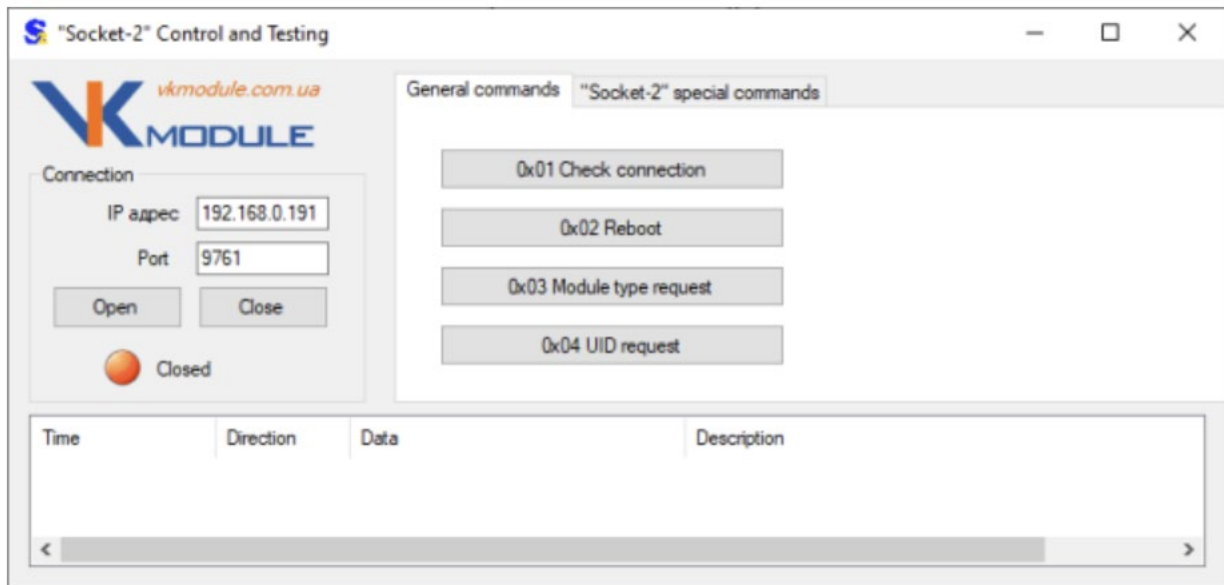 "Socket-2" Control and Testing
vkmodule.com.ua
VK MODULE
General commands
"Socket-2" special commands
Connection
IP адрес 192.168.0.191
Port 9761
Open Close
Closed
0x01 Check connection
0x02 Reboot
0x03 Module type request
0x04 UID request
Time Direction Data Description